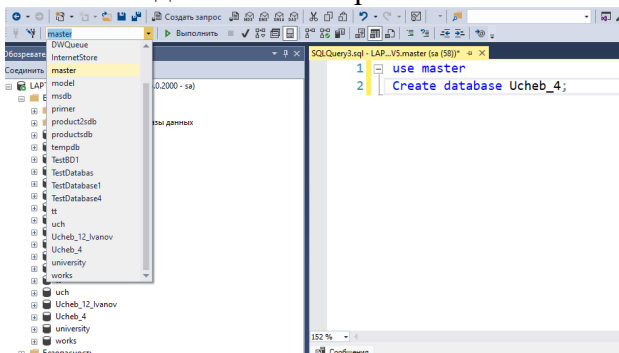 Создать запрос
master
Выполнить
DWQueue
InternetStore
master
model
msdb
primer
product2sdb
productsdb
tempdb
TestBD1
TestDatabas
TestDatabase1
TestDatabase4
tt
uch
Ucheb_12_Ivanov
Ucheb_4
university
works
Соединить
LAP
.0.2000 - sa)
зы данных
uch
Ucheb_12_Ivanov
Ucheb_4
university
works
Безопасность
SQLQuery3.sql - LAP...V5.master (sa (58))*
1 use master
2 Create database Ucheb_4;
152 %
Сообщения